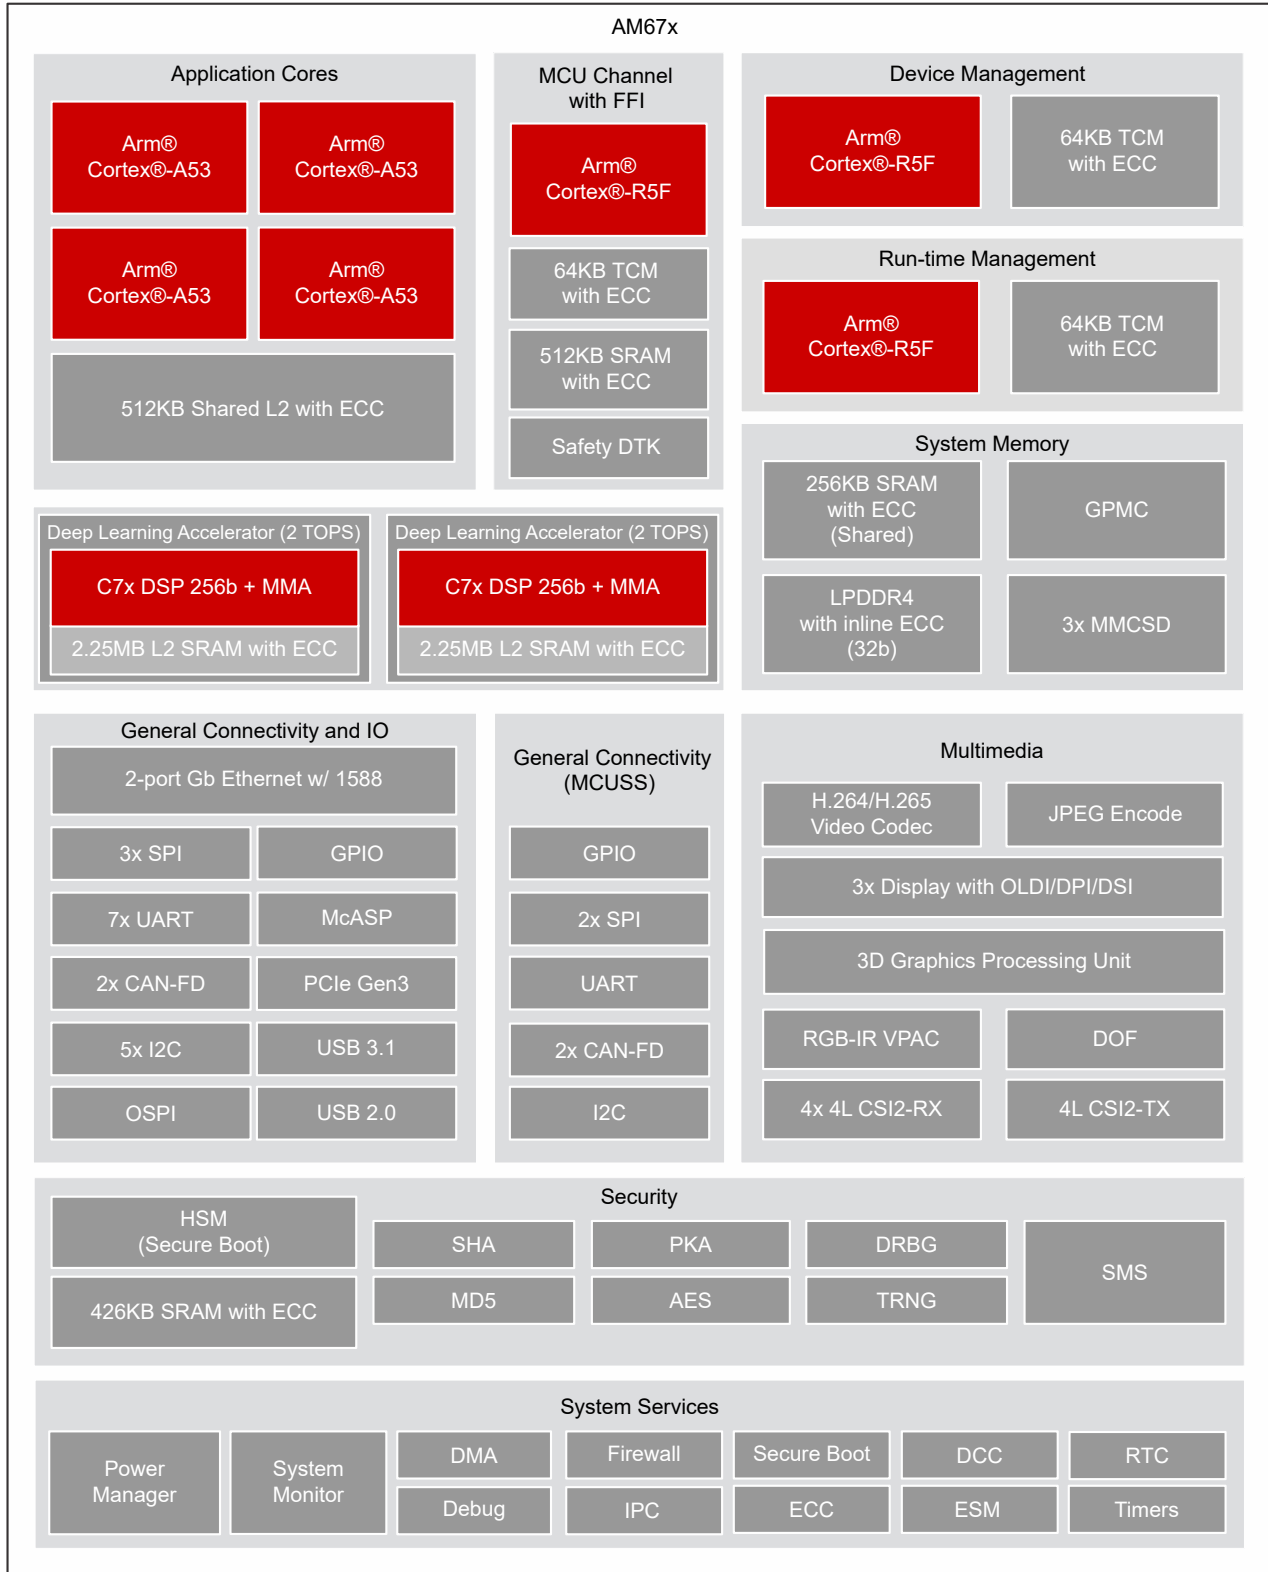 AM67x
Application Cores
Arm®
Cortex®-A53
Arm®
Cortex®-A53
Arm®
Cortex®-A53
Arm®
Cortex®-A53
512KB Shared L2 with ECC
MCU Channel
with FFI
Arm®
Cortex®-R5F
64KB TCM
with ECC
512KB SRAM
with ECC
Safety DTK
Device Management
Arm®
Cortex®-R5F
64KB TCM
with ECC
Run-time Management
Arm®
Cortex®-R5F
64KB TCM
with ECC
System Memory
256KB SRAM
with ECC
(Shared)
GPMC
LPDDR4
with inline ECC
(32b)
3x MMCSD
Deep Learning Accelerator (2 TOPS)
C7x DSP 256b + MMA
2.25MB L2 SRAM with ECC
Deep Learning Accelerator (2 TOPS)
C7x DSP 256b + MMA
2.25MB L2 SRAM with ECC
General Connectivity and IO
2-port Gb Ethernet w/ 1588
3x SPI
GPIO
7x UART
McASP
2x CAN-FD
PCIe Gen3
5x I2C
USB 3.1
OSPI
USB 2.0
General Connectivity
(MCUSS)
GPIO
2x SPI
UART
2x CAN-FD
I2C
Multimedia
H.264/H.265
Video Codec
JPEG Encode
3x Display with OLDI/DPI/DSI
3D Graphics Processing Unit
RGB-IR VPAC
DOF
4x 4L CSI2-RX
4L CSI2-TX
Security
HSM
(Secure Boot)
426KB SRAM with ECC
SHA
PKA
DRBG
MD5
AES
TRNG
SMS
System Services
Power
Manager
System
Monitor
DMA
Firewall
Secure Boot
DCC
RTC
Debug
IPC
ECC
ESM
Timers